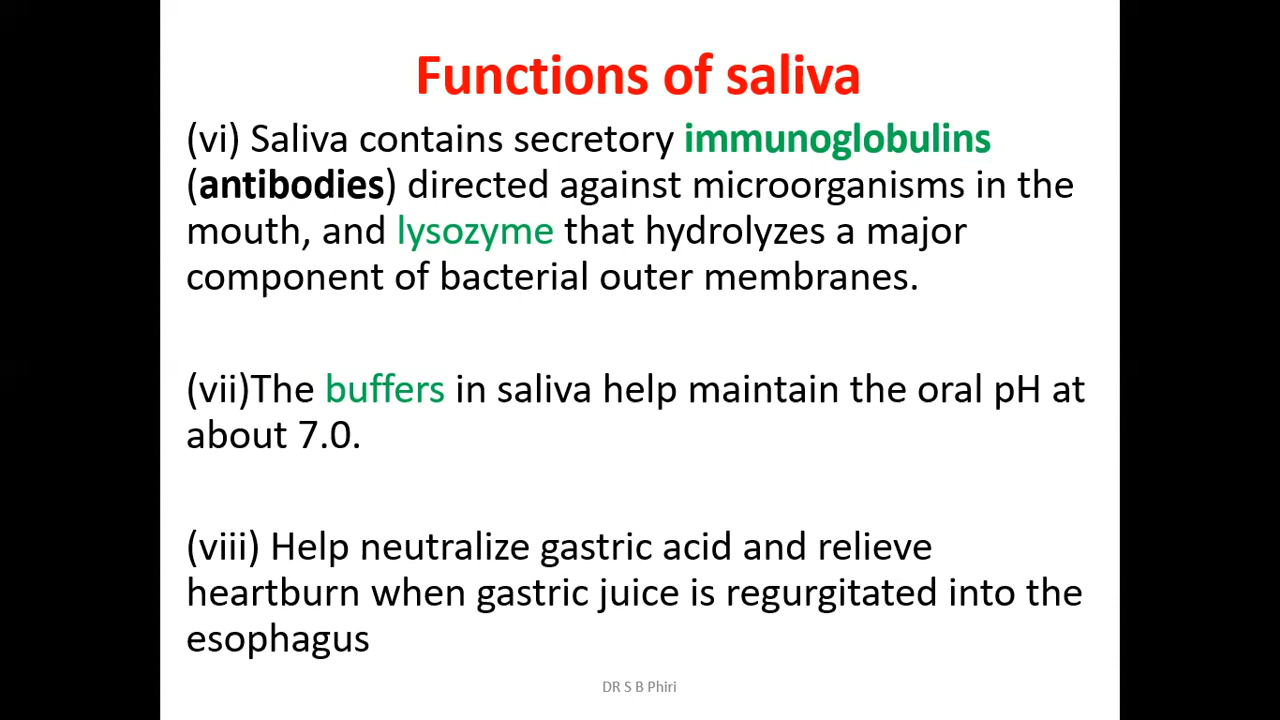 Functions of saliva
(vi) Saliva contains secretory immunoglobulins
(antibodies) directed against microorganisms in the
mouth, and lysozyme that hydrolyzes a major
component of bacterial outer membranes.
(vii)The buffers in saliva help maintain the oral pH at
about 7.0.
(viii) Help neutralize gastric acid and relieve
heartburn when gastric juice is regurgitated into the
esophagus
DR S B Phiri